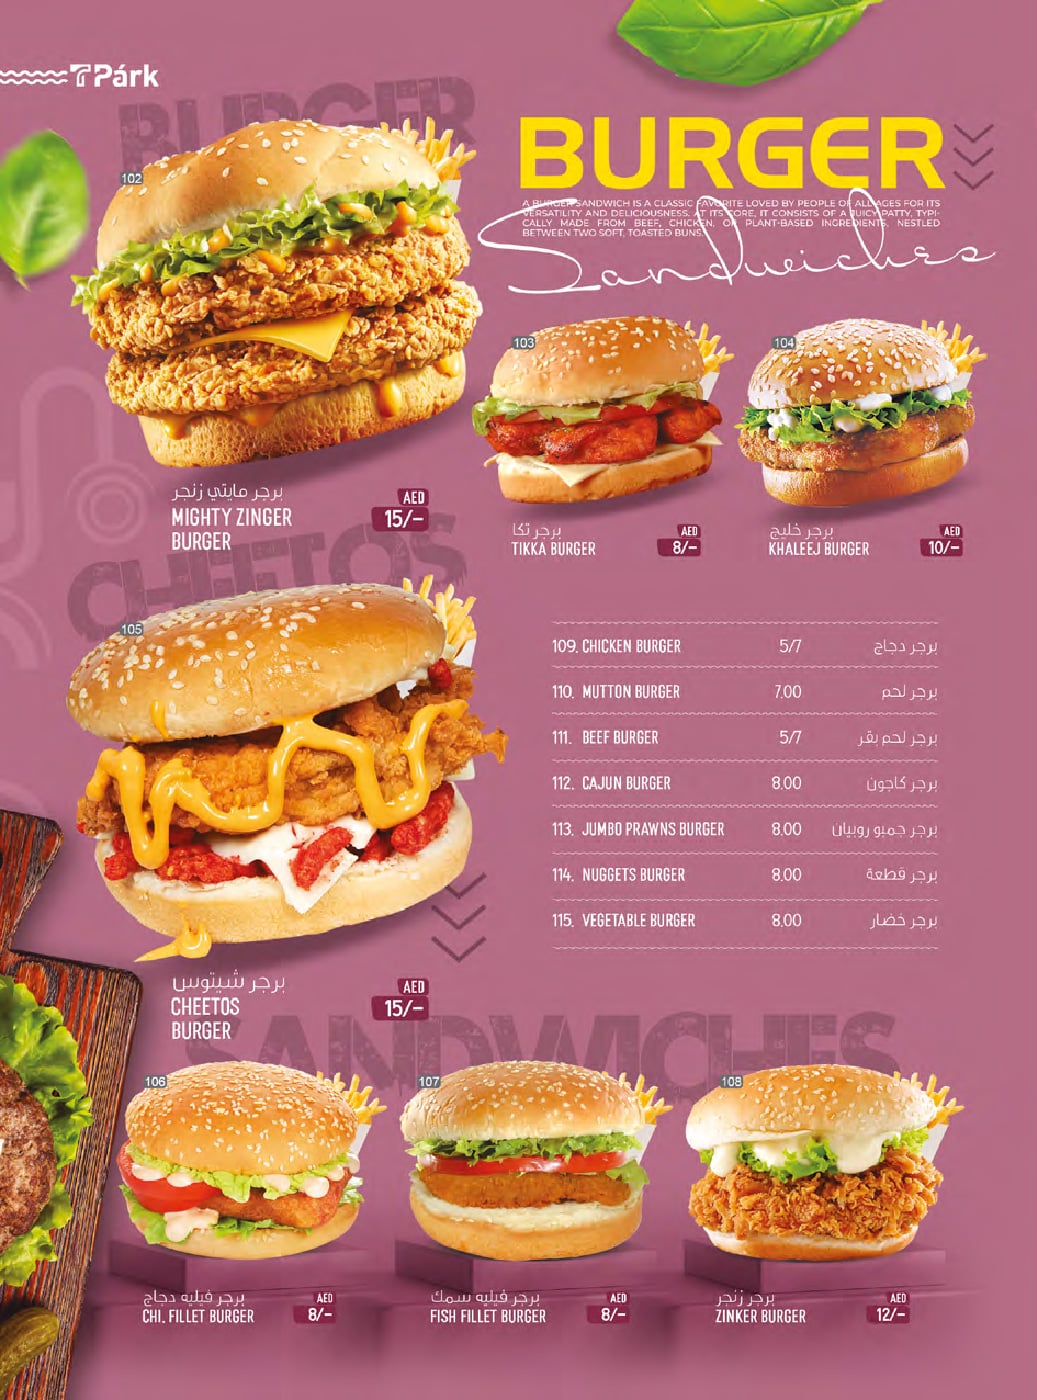 TPárk
BURGER
BURGER
A BURGER SANDWICH IS A CLASSIC FAVORITE LOVED BY PEOPLE OF ALL AGES FOR ITS
VERSATILITY AND DELICIOUSNESS. AT ITS CORE, IT CONSISTS OF A JUICY PATTY, TYPI-
CALLY MADE FROM BEEF, CHICKEN, OR PLANT-BASED INGREDIENTS, NESTLED
BETWEEN TWO SOFT, TOASTED BUNS.
Sandwiches
102
برجر مايتي زنجر
MIGHTY ZINGER
BURGER
AED
15/-
103
برجر تكا
TIKKA BURGER
AED
8/-
104
برجر خليج
KHALEEJ BURGER
AED
10/-
CHEETOS
105
برجر شيتوس
CHEETOS
BURGER
AED
15/-
109. CHICKEN BURGER 5/7 برجر دجاج
110. MUTTON BURGER 7.00 برجر لحم
111. BEEF BURGER 5/7 برجر لحم بقر
112. CAJUN BURGER 8.00 برجر كاجون
113. JUMBO PRAWNS BURGER 8.00 برجر جمبو روبيان
114. NUGGETS BURGER 8.00 برجر قطعة
115. VEGETABLE BURGER 8.00 برجر خضار
SANDWICHES
106
برجر فيليه دجاج
CHI. FILLET BURGER
AED
8/-
107
برجر فيليه سمك
FISH FILLET BURGER
AED
8/-
108
برجر زنجر
ZINKER BURGER
AED
12/-